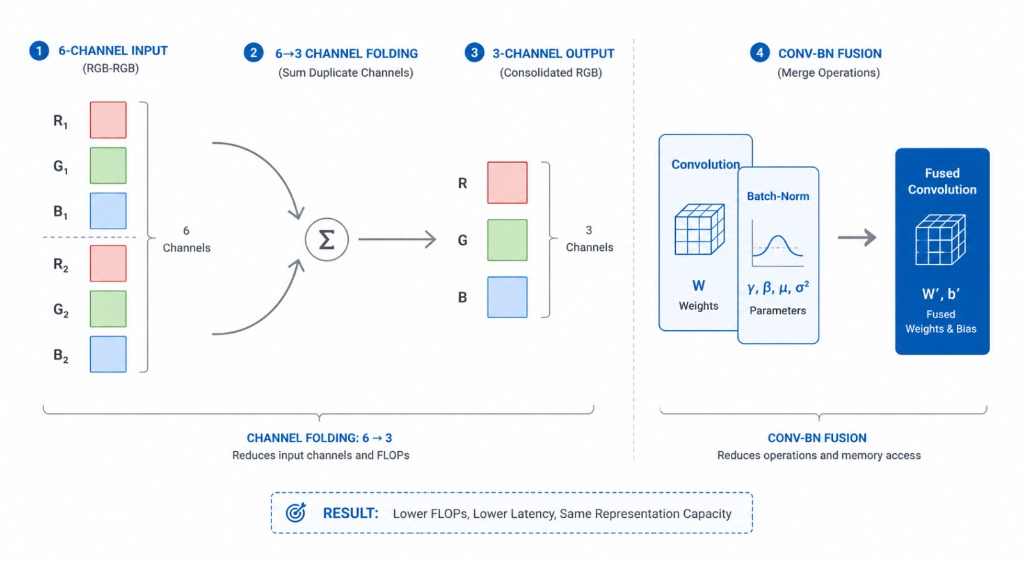 1 6-CHANNEL INPUT
(RGB-RGB)
2 6→3 CHANNEL FOLDING
(Sum Duplicate Channels)
3 3-CHANNEL OUTPUT
(Consolidated RGB)
4 CONV-BN FUSION
(Merge Operations)
R₁
G₁
B₁
R₂
G₂
B₂
6
Channels
Σ
R
G
B
3
Channels
Convolution
W
Weights
Batch-Norm
γ, β, μ, σ²
Parameters
Fused
Convolution
W′, b′
Fused
Weights & Bias
CHANNEL FOLDING: 6 → 3
Reduces input channels and FLOPs
CONV-BN FUSION
Reduces operations and memory access
RESULT: Lower FLOPs, Lower Latency, Same Representation Capacity